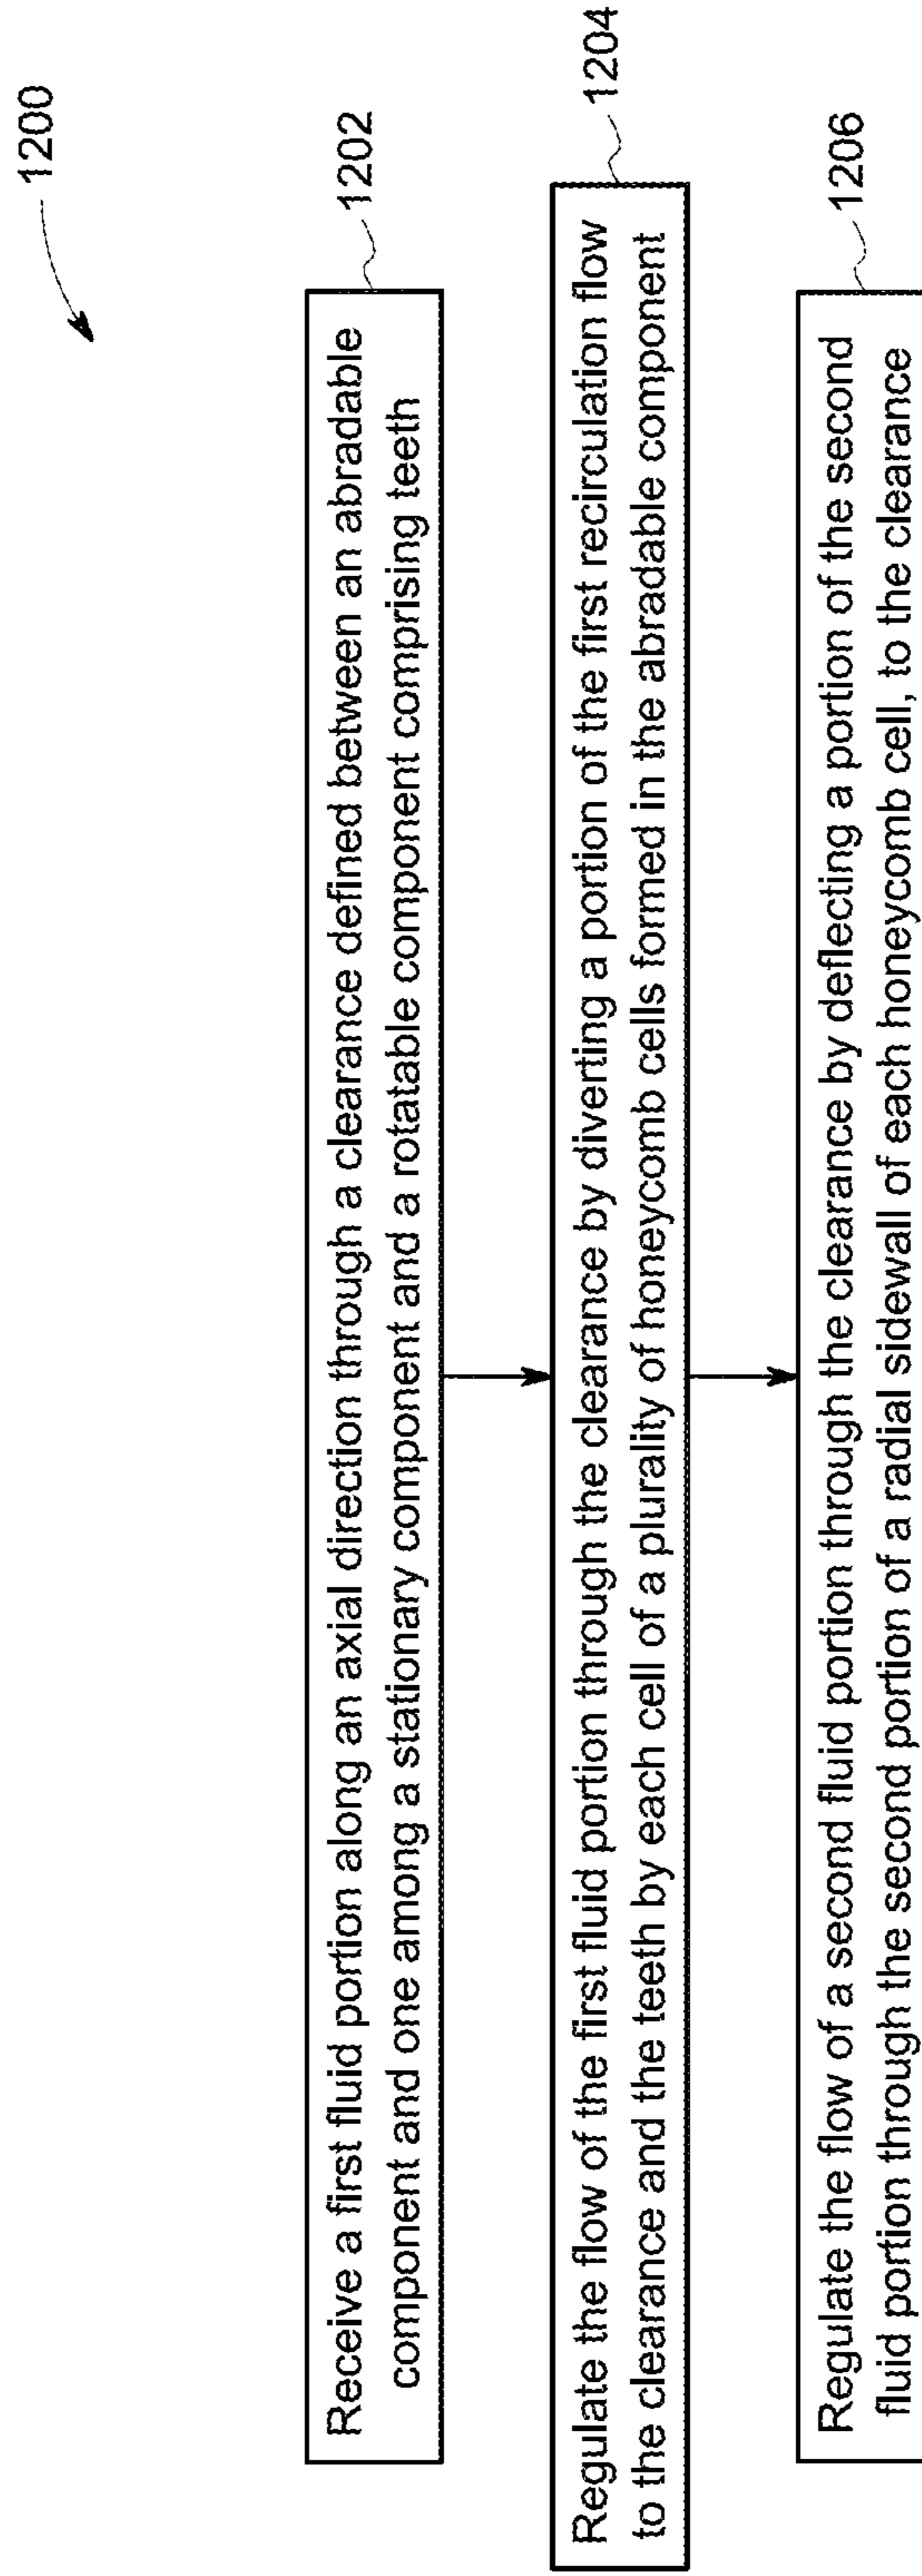 1200
Receive a first fluid portion along an axial direction through a clearance defined between an abradable
component and one among a stationary component and a rotatable component comprising teeth
1202
Regulate the flow of the first fluid portion through the clearance by diverting a portion of the first recirculation flow
to the clearance and the teeth by each cell of a plurality of honeycomb cells formed in the abradable component
1204
Regulate the flow of a second fluid portion through the clearance by deflecting a portion of the second
fluid portion through the second portion of a radial sidewall of each honeycomb cell, to the clearance
1206